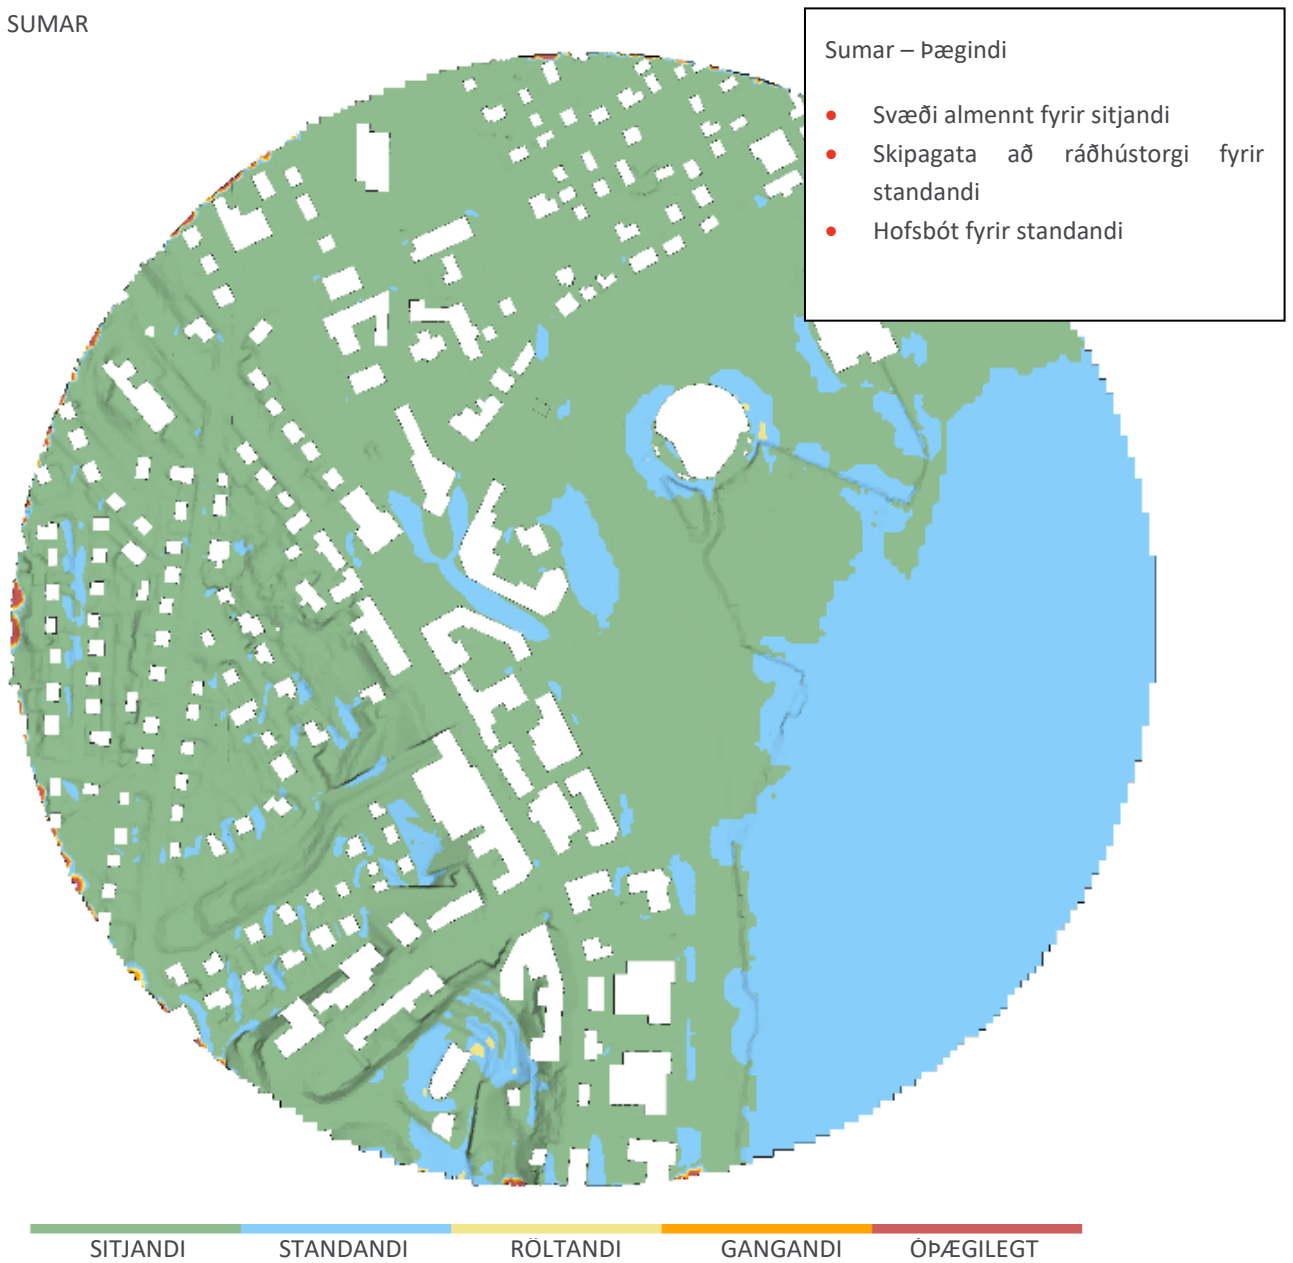 SUMAR
Sumar – Þægindi
• Svæði almennt fyrir sitjandi
• Skipagata að ráðhústorgi fyrir
standandi
• Hofsbót fyrir standandi
SITJANDI STANDANDI RÖLTANDI GANGANDI ÓÞÆGILEGT